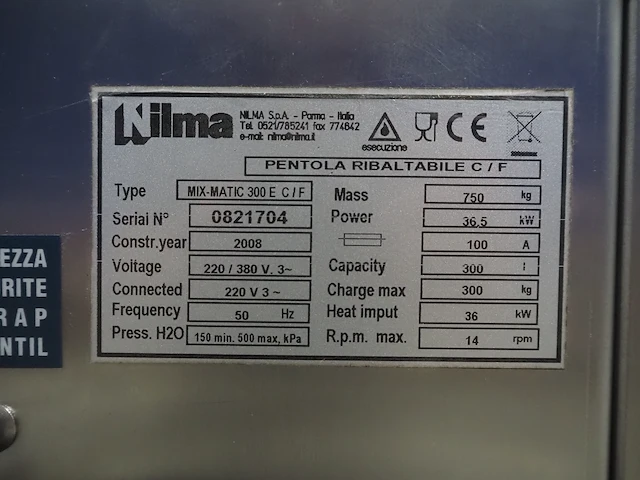 Nilma
NILMA S.p.A. - Parma - Italia
Tel. 0521/785241 fax 774642
e-mail: nilma@nilma.it
esecuzione
CE
PENTOLA RIBALTABILE C / F
Type MIX-MATIC 300 E C / F
Serial N° 0821704
Constr.year 2008
Voltage 220 / 380 V. 3~
Connected 220 V 3 ~
Frequency 50 Hz
Press. H2O 150 min. 500 max, kPa
Mass 750 kg
Power 36.5 kW
100 A
Capacity 300 l
Charge max 300 kg
Heat imput 36 kW
R.p.m. max. 14 rpm
EZZA
RITE
RAP
NTIL